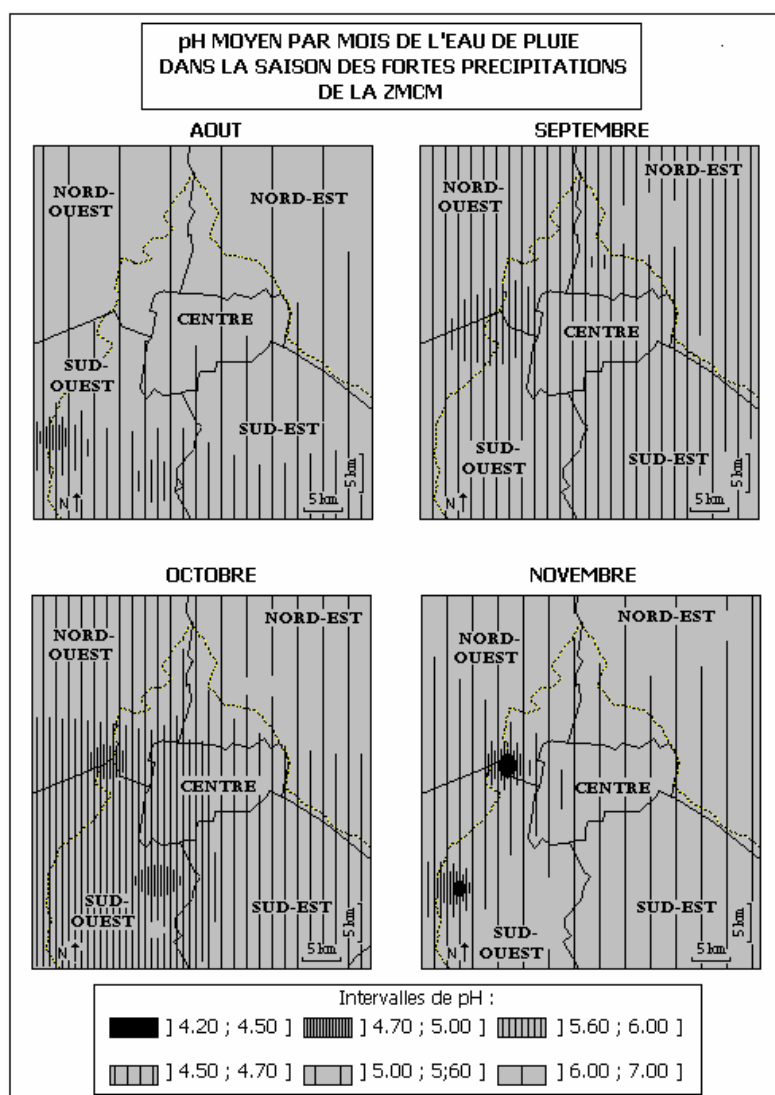 pH MOYEN PAR MOIS DE L'EAU DE PLUIE
DANS LA SAISON DES FORTES PRECIPITATIONS
DE LA ZMCM
AOUT
NORD-
OUEST
NORD-EST
CENTRE
SUD-
OUEST
SUD-EST
N
5 km
5 km
SEPTEMBRE
NORD-
OUEST
NORD-EST
CENTRE
SUD-
OUEST
SUD-EST
N
5 km
5 km
OCTOBRE
NORD-
OUEST
NORD-EST
CENTRE
SUD-
OUEST
SUD-EST
N
5 km
5 km
NOVEMBRE
NORD-
OUEST
NORD-EST
CENTRE
SUD-
OUEST
SUD-EST
N
5 km
5 km
Intervalles de pH :
] 4.20 ; 4.50 ] ] 4.70 ; 5.00 ] ] 5.60 ; 6.00 ]
] 4.50 ; 4.70 ] ] 5.00 ; 5;60 ] ] 6.00 ; 7.00 ]